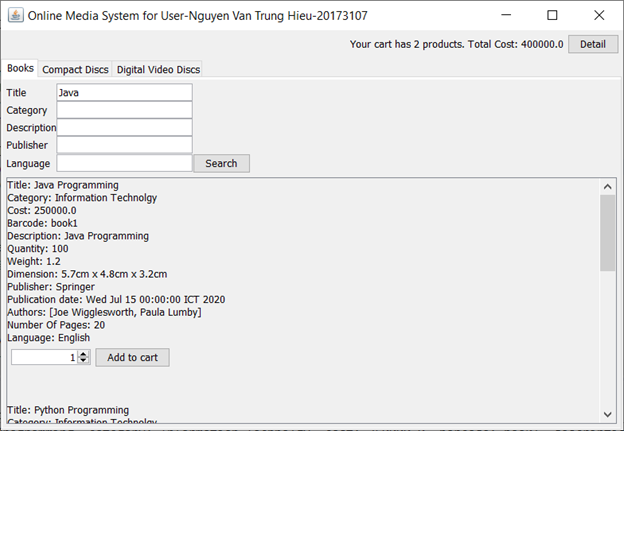 Online Media System for User-Nguyen Van Trung Hieu-20173107
Your cart has 2 products. Total Cost: 400000.0 Detail
Books Compact Discs Digital Video Discs
Title Java
Category
Description
Publisher
Language Search
Title: Java Programming
Category: Information Technolgy
Cost: 250000.0
Barcode: book1
Description: Java Programming
Quantity: 100
Weight: 1.2
Dimension: 5.7cm x 4.8cm x 3.2cm
Publisher: Springer
Publication date: Wed Jul 15 00:00:00 ICT 2020
Authors: [Joe Wigglesworth, Paula Lumby]
Number Of Pages: 20
Language: English
1 Add to cart
Title: Python Programming
Category: Information Technolgy